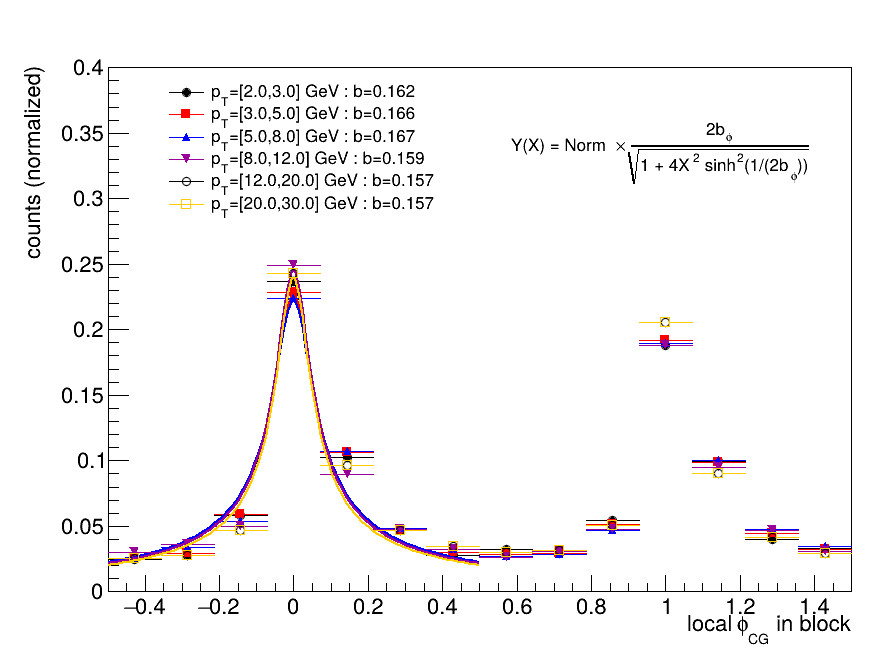 counts (normalized)
0.4
0.35
0.3
0.25
0.2
0.15
0.1
0.05
0
p_T=[2.0,3.0] GeV : b=0.162
p_T=[3.0,5.0] GeV : b=0.166
p_T=[5.0,8.0] GeV : b=0.167
p_T=[8.0,12.0] GeV : b=0.159
p_T=[12.0,20.0] GeV : b=0.157
p_T=[20.0,30.0] GeV : b=0.157
Y(X) = Norm × 2b_ϕ / √(1 + 4X² sinh²(1/(2b_ϕ)))
−0.4 −0.2 0 0.2 0.4 0.6 0.8 1 1.2 1.4
local ϕ_CG in block